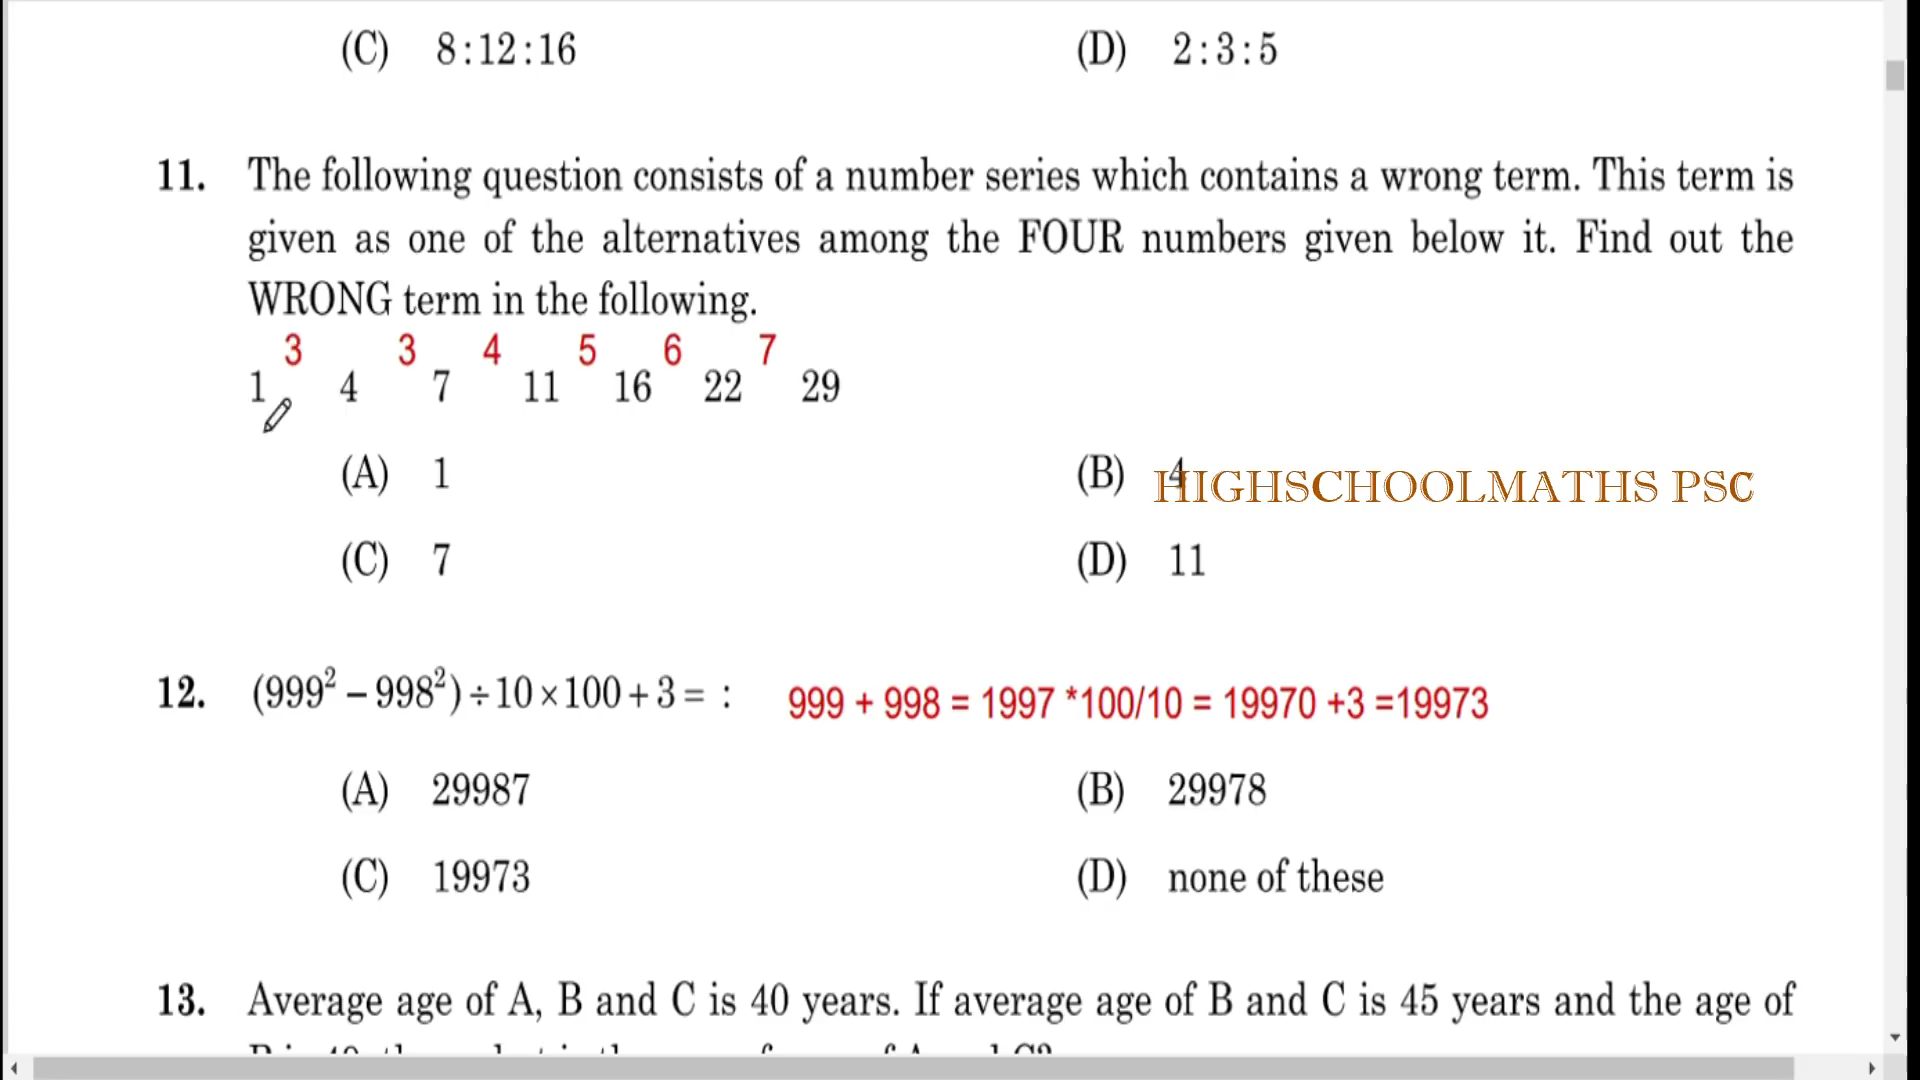 (C) 8 : 12 : 16 (D) 2 : 3 : 5
11. The following question consists of a number series which contains a wrong term. This term is
given as one of the alternatives among the FOUR numbers given below it. Find out the
WRONG term in the following.
3 3 4 5 6 7
1 4 7 11 16 22 29
(A) 1 (B) 4
HIGHSCHOOLMATHS PSC
(C) 7 (D) 11
12. (999² – 998²) ÷ 10 × 100 + 3 = : 999 + 998 = 1997 *100/10 = 19970 +3 =19973
(A) 29987 (B) 29978
(C) 19973 (D) none of these
13. Average age of A, B and C is 40 years. If average age of B and C is 45 years and the age of